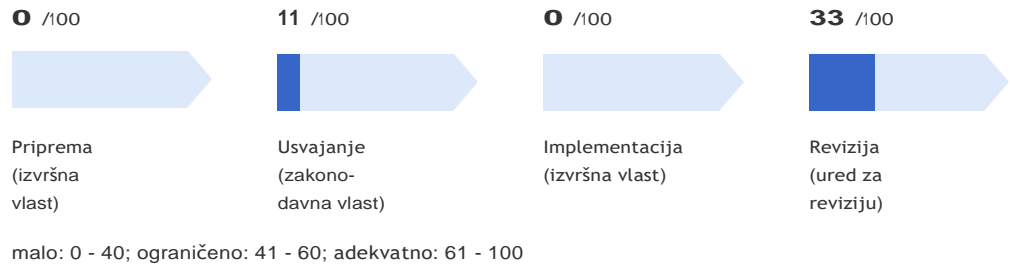 0 /100
11 /100
0 /100
33 /100
Priprema
(izvršna
vlast)
Usvajanje
(zakono-
davna vlast)
Implementacija
(izvršna vlast)
Revizija
(ured za
reviziju)
malo: 0 - 40; ograničeno: 41 - 60; adekvatno: 61 - 100